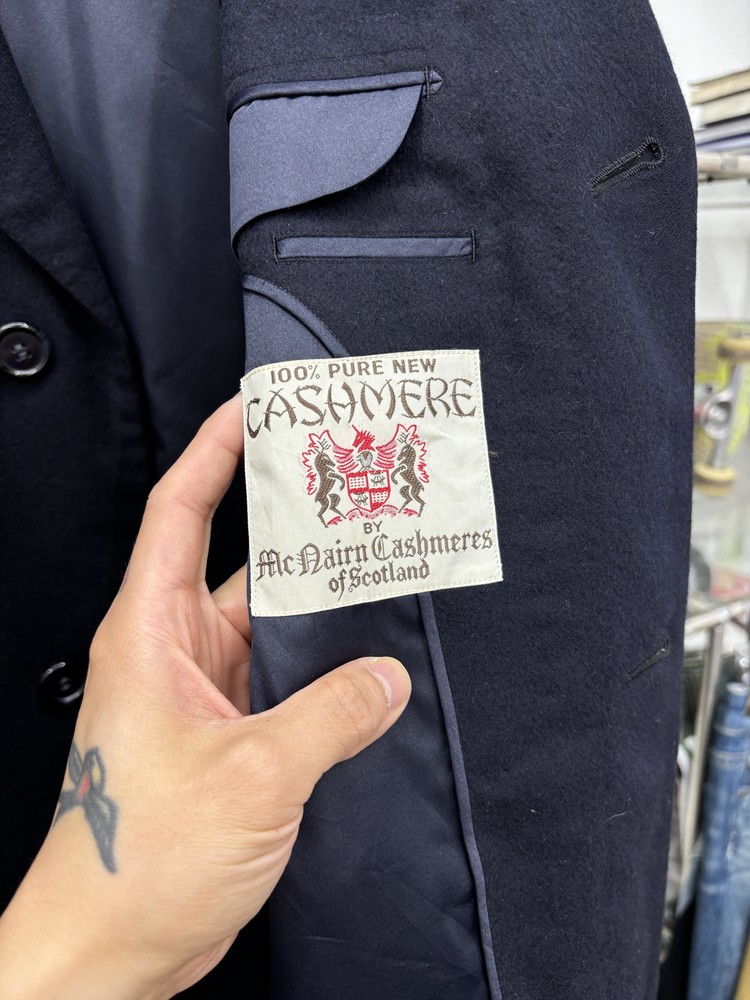 100% PURE NEW
CASHMERE
BY
McNairn Cashmeres
of Scotland